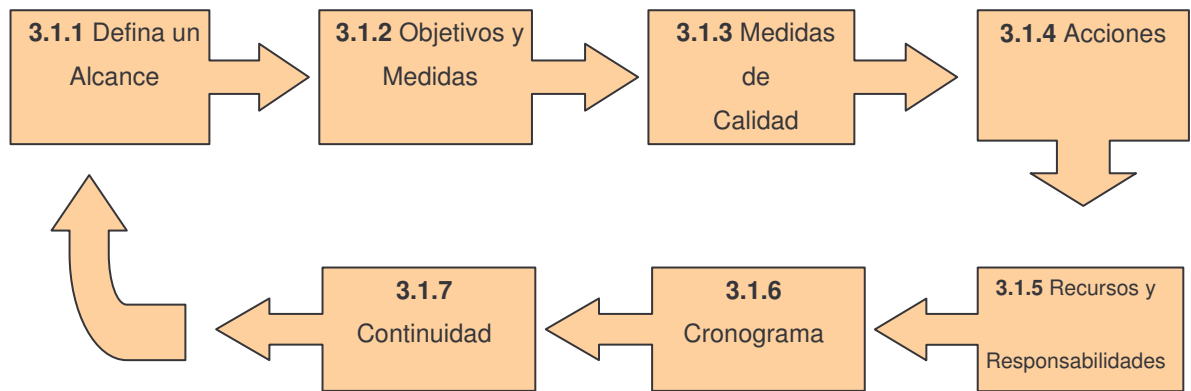 3.1.1 Defina un
Alcance
3.1.2 Objetivos y
Medidas
3.1.3 Medidas
de
Calidad
3.1.4 Acciones
3.1.5 Recursos y
Responsabilidades
3.1.6
Cronograma
3.1.7
Continuidad